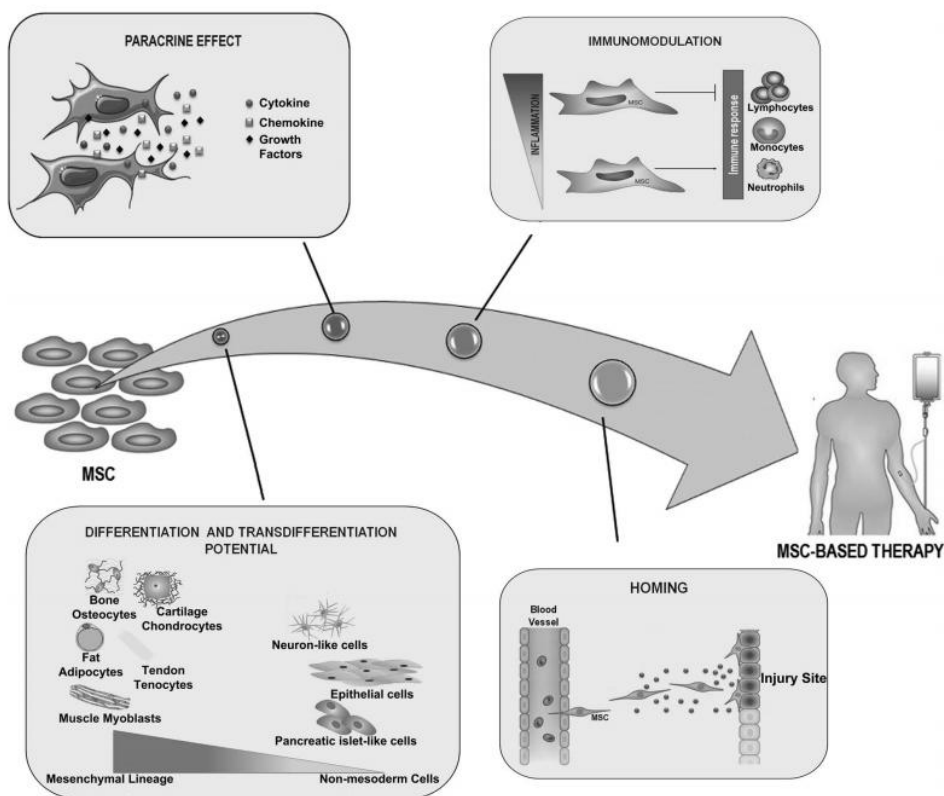 PARACRINE EFFECT
Cytokine
Chemokine
Growth
Factors
IMMUNOMODULATION
INFLAMMATION
MSC
MSC
Immune response
Lymphocytes
Monocytes
Neutrophils
MSC
MSC-BASED THERAPY
DIFFERENTIATION AND TRANSDIFFERENTIATION
POTENTIAL
Bone
Osteocytes
Cartilage
Chondrocytes
Fat
Adipocytes
Tendon
Tenocytes
Muscle Myoblasts
Neuron-like cells
Epithelial cells
Pancreatic islet-like cells
Mesenchymal Lineage
Non-mesoderm Cells
HOMING
Blood
Vessel
MSC
Injury Site